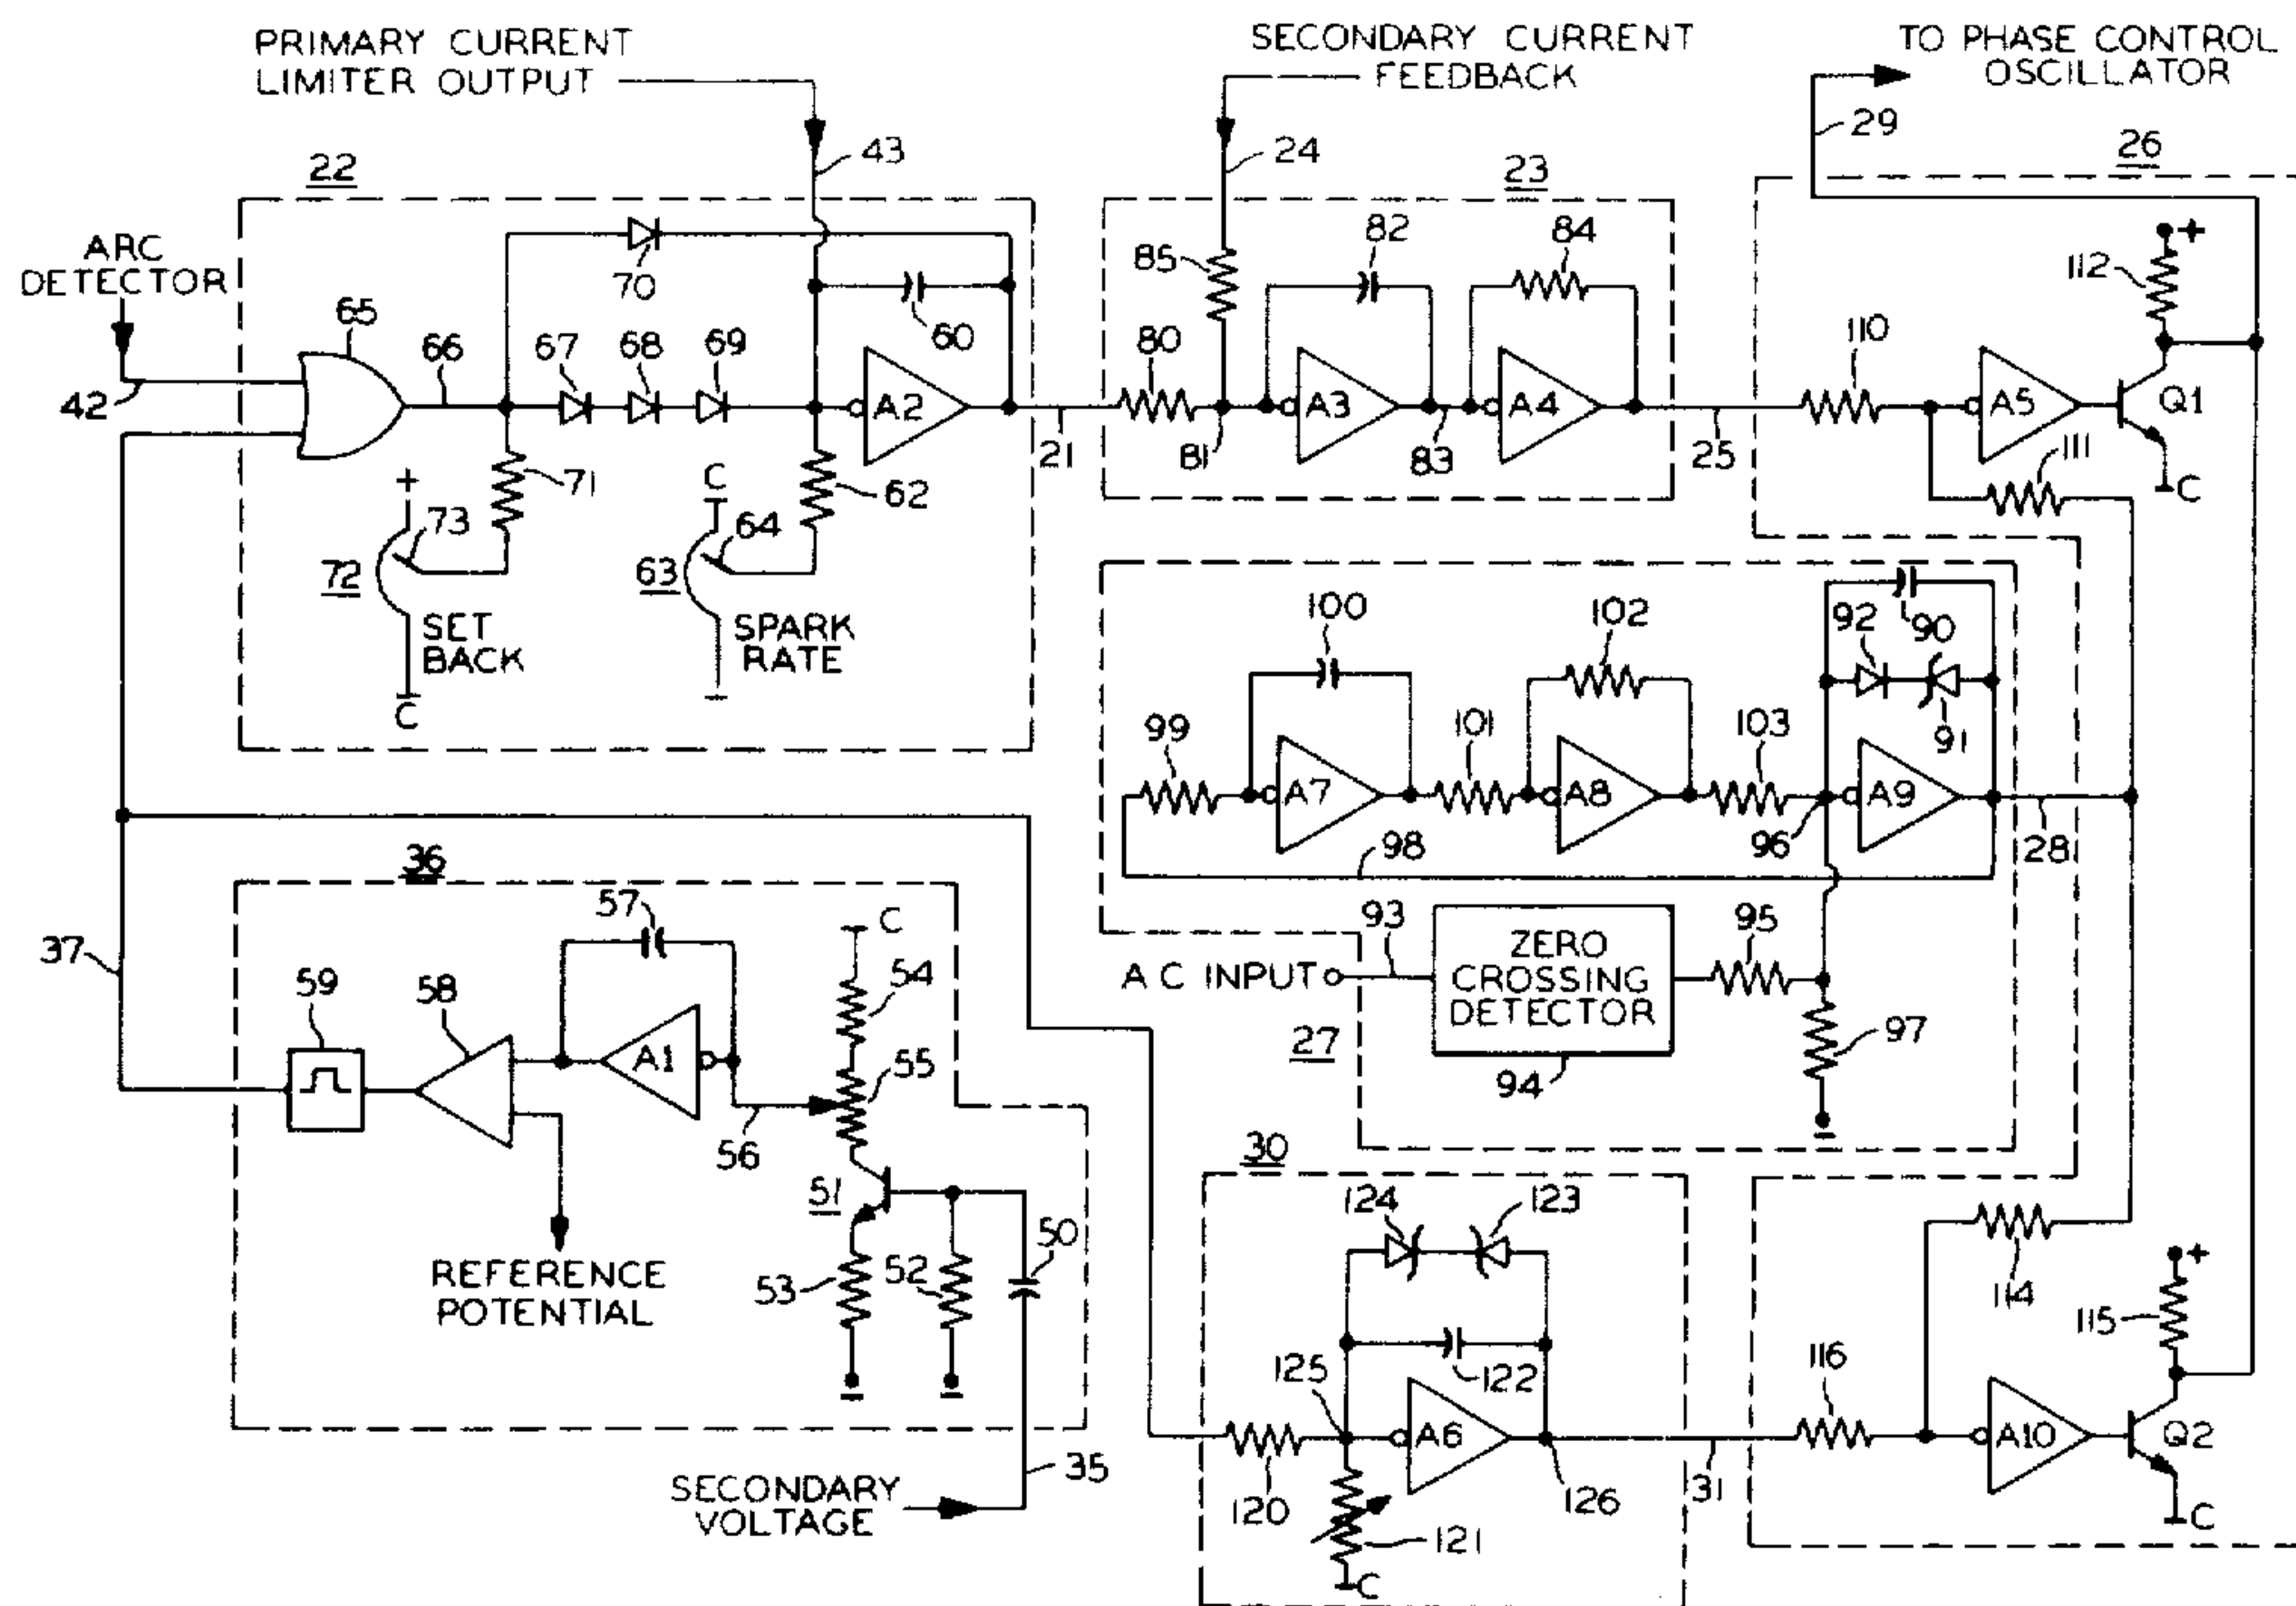 PRIMARY CURRENT
LIMITER OUTPUT
SECONDARY CURRENT
FEEDBACK
TO PHASE CONTROL
OSCILLATOR
29
43
24
26
22
23
ARC
DETECTOR
70
60
85
82
84
112
+
65
66
67
68
69
80
110
42
A2
A3
A4
A5
Q1
21
81
83
25
111
C
71
62
C
+
73
64
72
63
SET
BACK
SPARK
RATE
C
100
102
92
90
91
99
101
103
A7
A8
A9
96
28
98
36
57
C
93
95
A C INPUT
ZERO
CROSSING
DETECTOR
94
27
97
37
59
58
54
A1
55
56
51
50
53
52
REFERENCE
POTENTIAL
30
124
123
114
+
115
125
122
116
SECONDARY
VOLTAGE
35
120
A6
126
31
A10
Q2
121
C
C